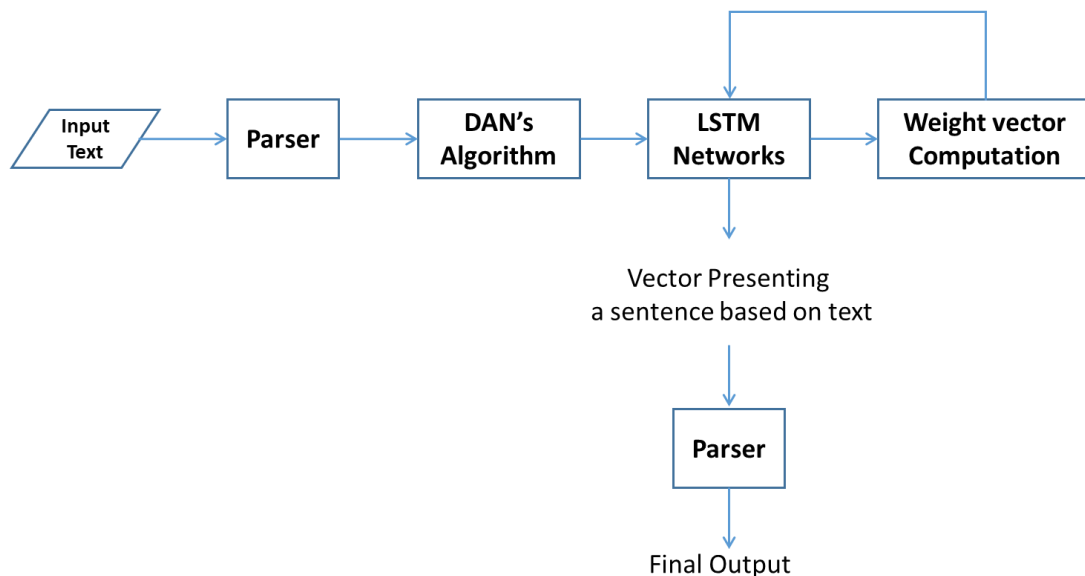 Input
Text
Parser
DAN's
Algorithm
LSTM
Networks
Weight vector
Computation
Vector Presenting
a sentence based on text
Parser
Final Output